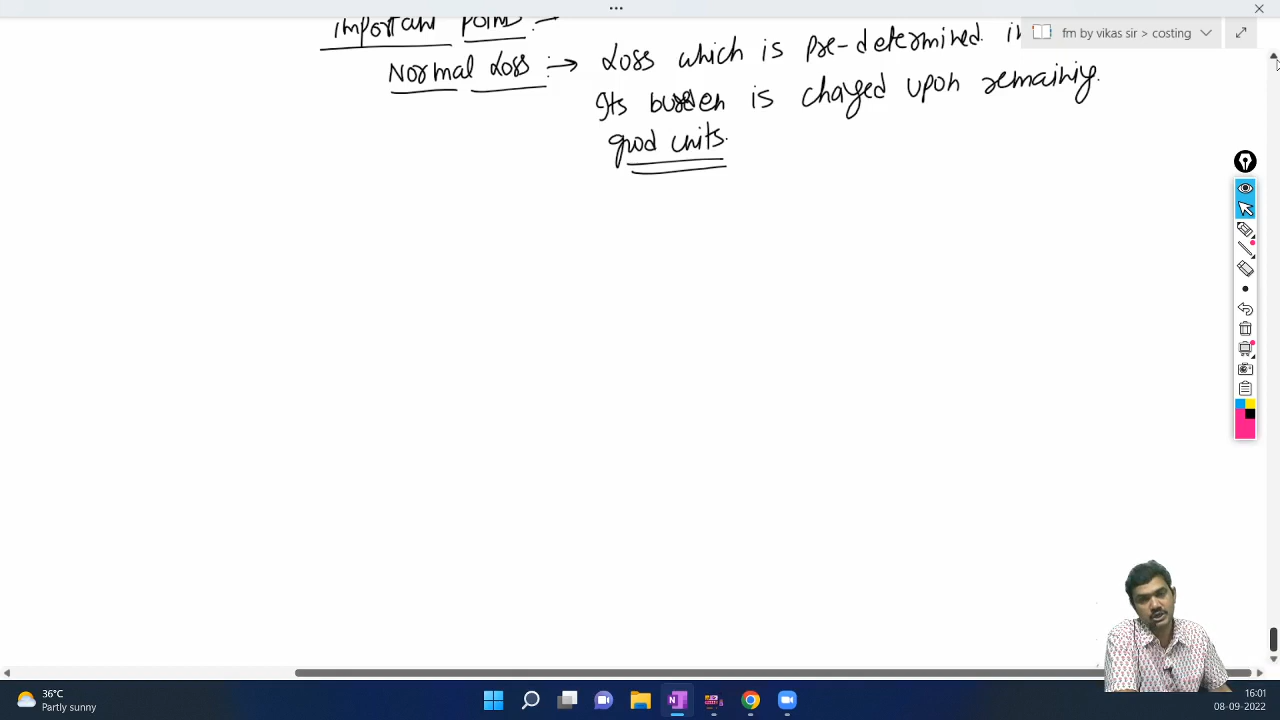 ...
Important Points :-
fm by vikas sir > costing
Normal Loss :→ Loss which is pre-determined
Its burden is charged upon remaining
good units.
36°C
Partly sunny
16:01
08-09-2022